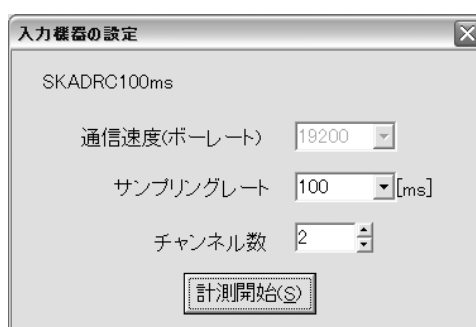 入力機器の設定
SKADRC100ms
通信速度(ボーレート) 19200
サンプリングレート 100 [ms]
チャンネル数 2
計測開始(S)